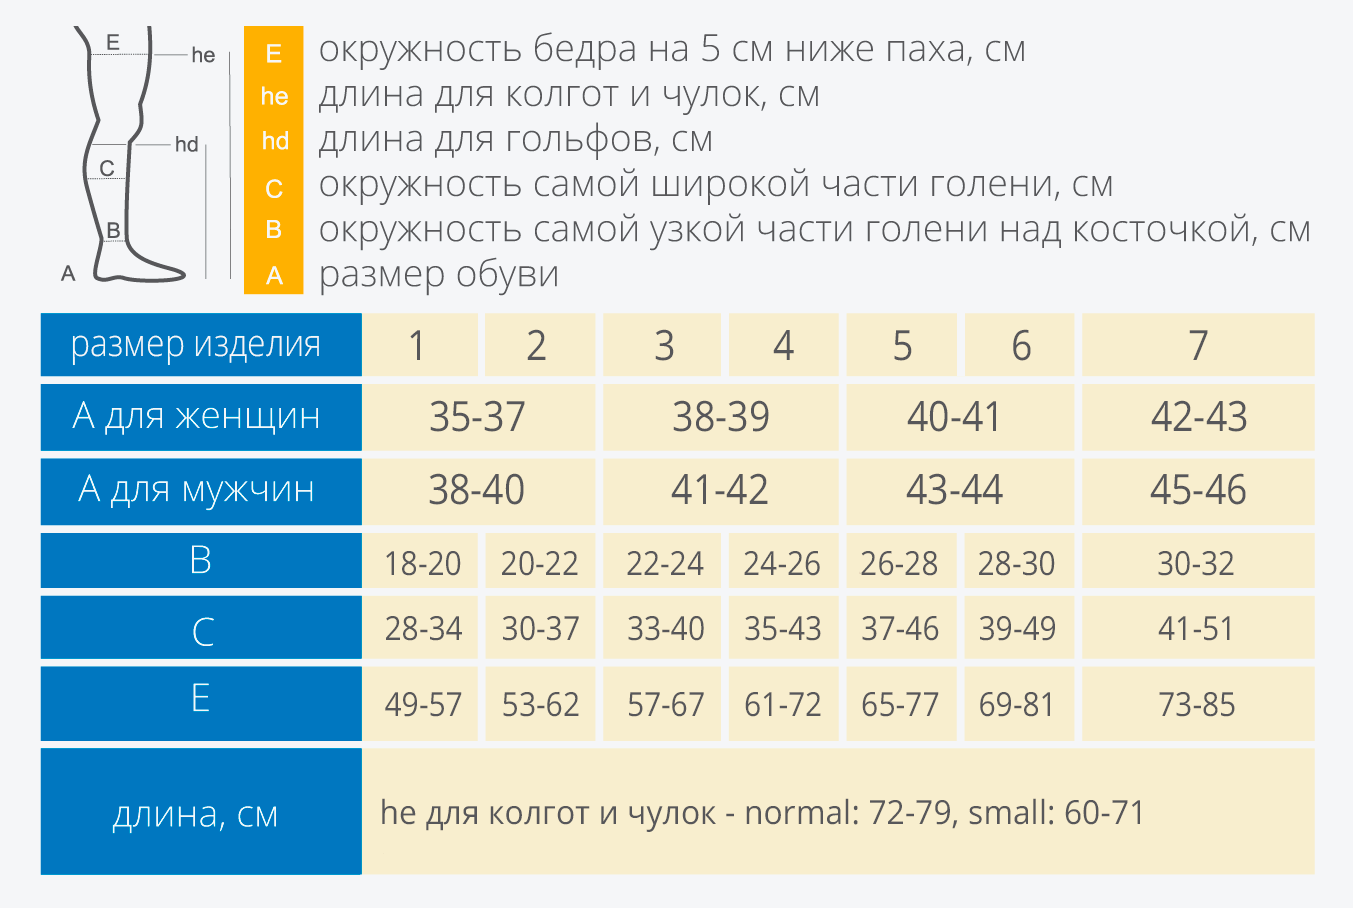 E
he
hd
C
B
A
E окружность бедра на 5 см ниже паха, см
he длина для колгот и чулок, см
hd длина для гольфов, см
C окружность самой широкой части голени, см
B окружность самой узкой части голени над косточкой, см
A размер обуви
размер изделия 1 2 3 4 5 6 7
А для женщин 35-37 38-39 40-41 42-43
А для мужчин 38-40 41-42 43-44 45-46
B 18-20 20-22 22-24 24-26 26-28 28-30 30-32
C 28-34 30-37 33-40 35-43 37-46 39-49 41-51
E 49-57 53-62 57-67 61-72 65-77 69-81 73-85
длина, см he для колгот и чулок - normal: 72-79, small: 60-71